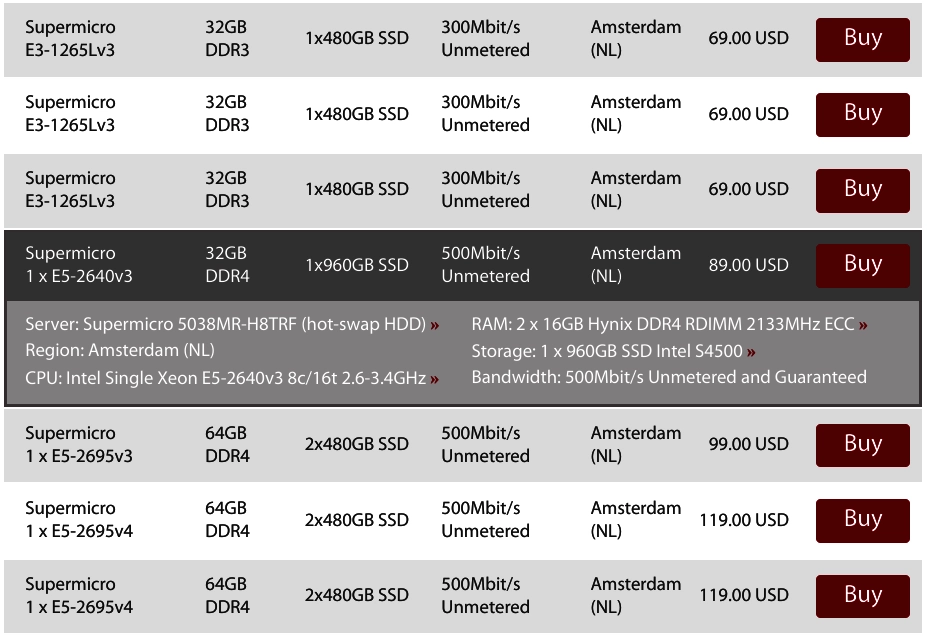 Supermicro E3-1265Lv3 32GB DDR3 1x480GB SSD 300Mbit/s Unmetered Amsterdam (NL) 69.00 USD Buy
Supermicro E3-1265Lv3 32GB DDR3 1x480GB SSD 300Mbit/s Unmetered Amsterdam (NL) 69.00 USD Buy
Supermicro E3-1265Lv3 32GB DDR3 1x480GB SSD 300Mbit/s Unmetered Amsterdam (NL) 69.00 USD Buy
Supermicro 1 x E5-2640v3 32GB DDR4 1x960GB SSD 500Mbit/s Unmetered Amsterdam (NL) 89.00 USD Buy
Server: Supermicro 5038MR-H8TRF (hot-swap HDD) »
Region: Amsterdam (NL)
CPU: Intel Single Xeon E5-2640v3 8c/16t 2.6-3.4GHz »
RAM: 2 x 16GB Hynix DDR4 RDIMM 2133MHz ECC »
Storage: 1 x 960GB SSD Intel S4500 »
Bandwidth: 500Mbit/s Unmetered and Guaranteed
Supermicro 1 x E5-2695v3 64GB DDR4 2x480GB SSD 500Mbit/s Unmetered Amsterdam (NL) 99.00 USD Buy
Supermicro 1 x E5-2695v4 64GB DDR4 2x480GB SSD 500Mbit/s Unmetered Amsterdam (NL) 119.00 USD Buy
Supermicro 1 x E5-2695v4 64GB DDR4 2x480GB SSD 500Mbit/s Unmetered Amsterdam (NL) 119.00 USD Buy